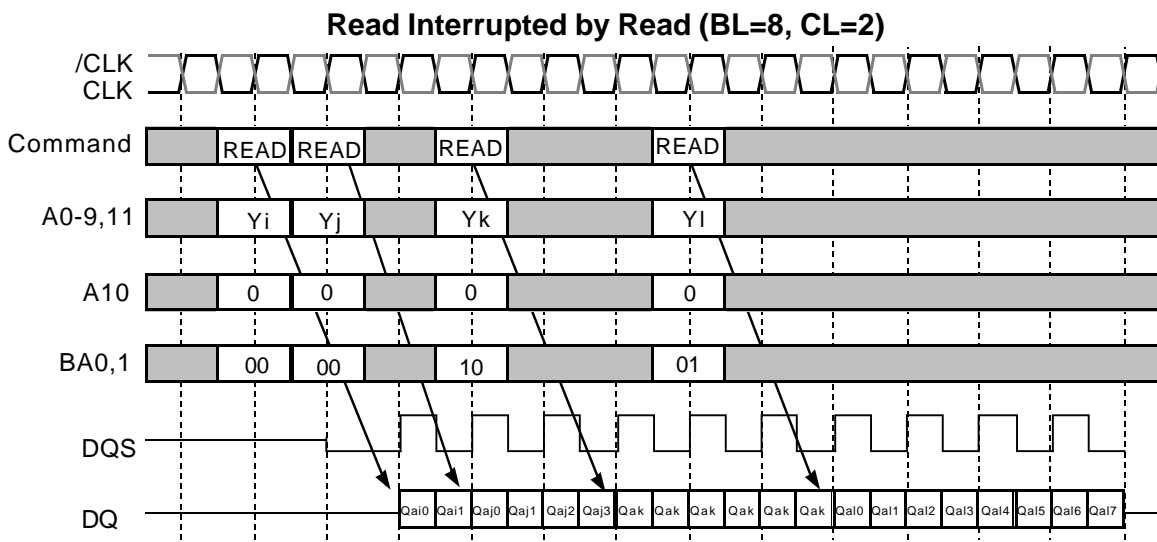 Read Interrupted by Read (BL=8, CL=2)
/CLK
CLK
Command READ READ READ READ
A0-9,11 Yi Yj Yk Yl
A10 0 0 0 0
BA0,1 00 00 10 01
DQS
DQ Qai0 Qai1 Qaj0 Qaj1 Qaj2 Qaj3 Qak Qak Qak Qak Qak Qak Qal0 Qal1 Qal2 Qal3 Qal4 Qal5 Qal6 Qal7